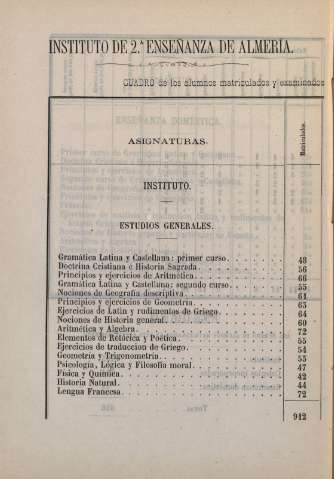 INSTITUTO DE 2.ª ENSEÑANZA DE ALMERÍA.
CUADRO de los alumnos matriculados y examinados
ASIGNATURAS.
Matriculados.
INSTITUTO.
ESTUDIOS GENERALES.
Gramática Latina y Castellana: primer curso. 48
Doctrina Cristiana e Historia Sagrada. 56
Principios y ejercicios de Aritmética. 66
Gramática Latina y Castellana: segundo curso. 55
Nociones de Geografía descriptiva. 61
Principios y ejercicios de Geometría. 65
Ejercicios de Latin y rudimentos de Griego. 64
Nociones de Historia general. 60
Aritmética y Algebra. 72
Elementos de Retórica y Poética. 55
Ejercicios de traduccion de Griego. 54
Geometría y Trigonometría. 55
Psicología, Lógica y Filosofía moral. 47
Física y Química. 42
Historia Natural. 44
Lengua Francesa. 72
912